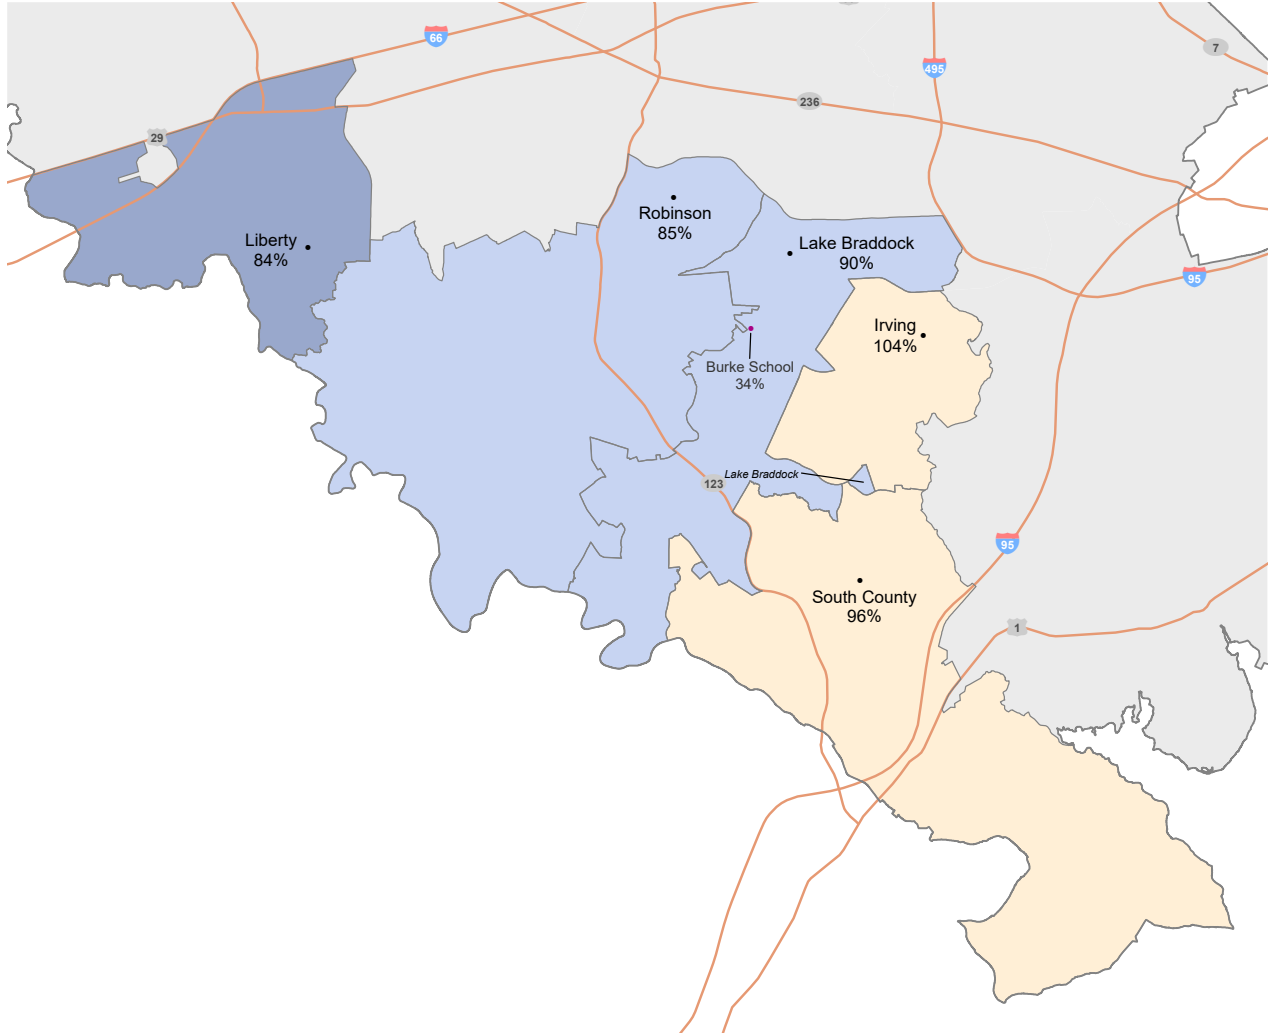 66
7
495
236
29
Robinson
85%
Liberty
84%
Lake Braddock
90%
95
Irving
104%
Burke School
34%
Lake Braddock
123
95
South County
96%
1